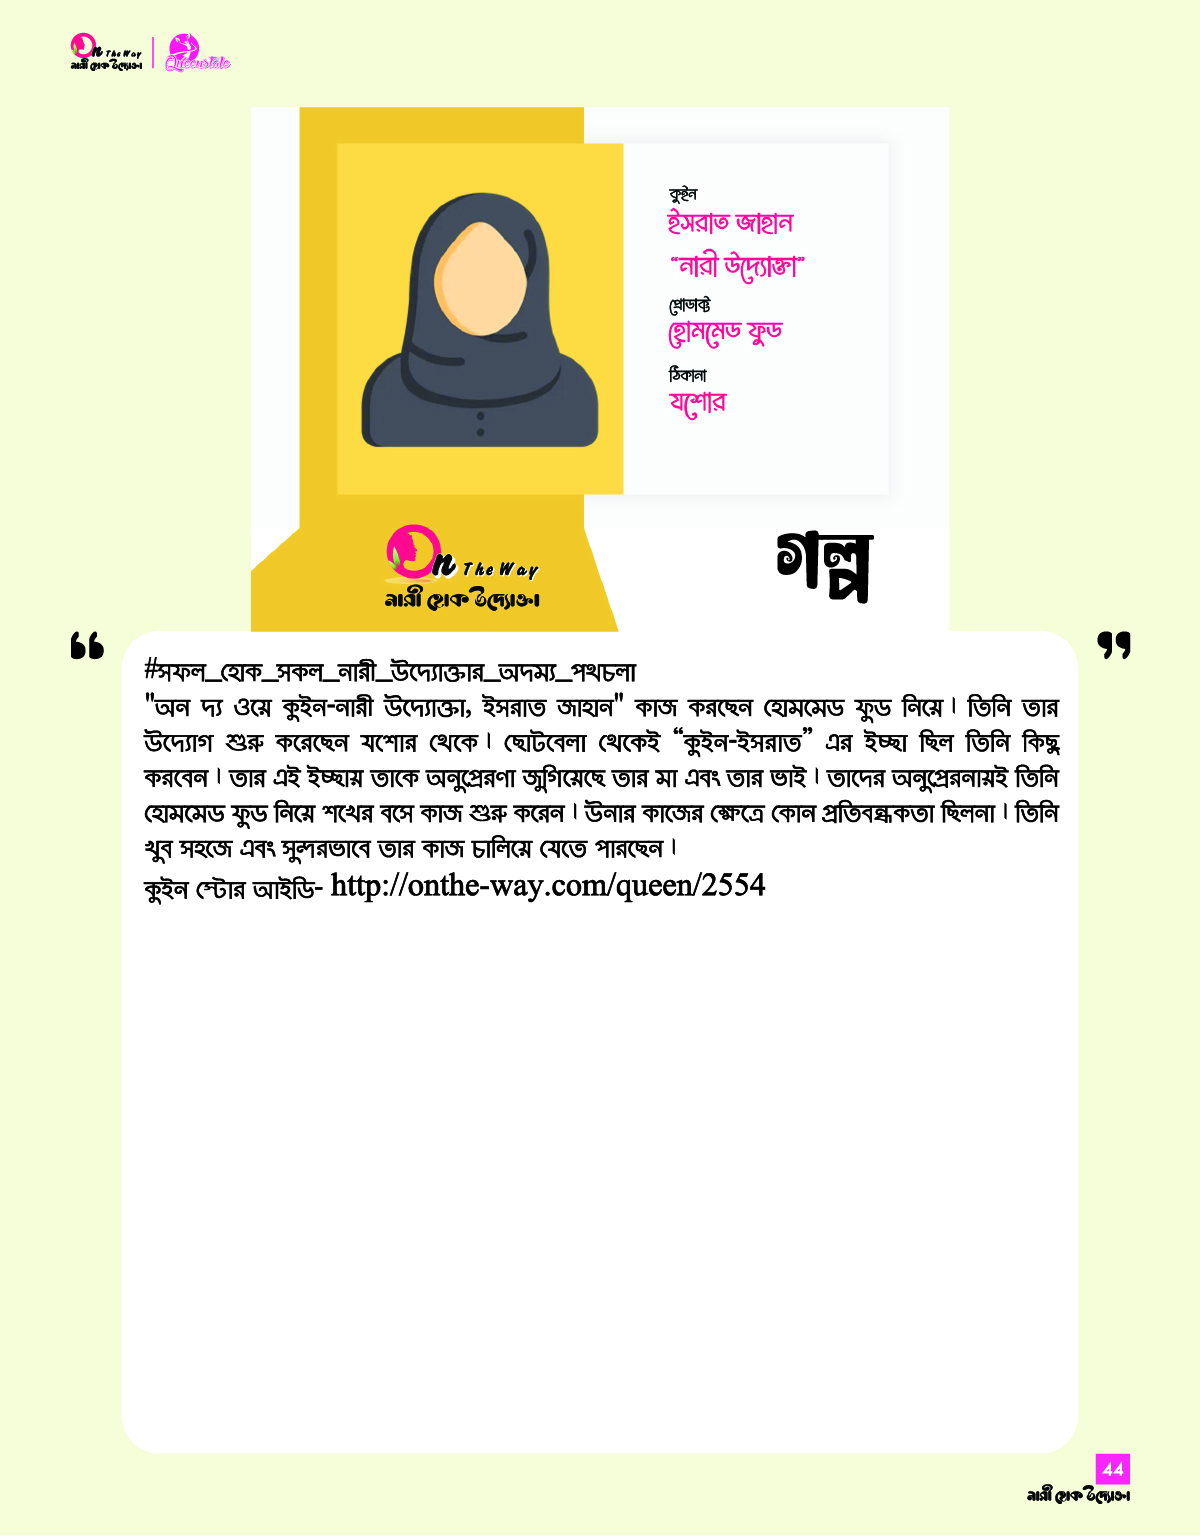 On The Way
নারী হোক উদ্যোক্তা
Queenstale
কুইন
ইসরাত জাহান
“নারী উদ্যোক্তা”
প্রোডাক্ট
হোমমেড ফুড
ঠিকানা
যশোর
On The Way
নারী হোক উদ্যোক্তা
গল্প
“
”
#সফল_হোক_সকল_নারী_উদ্যোক্তার_অদম্য_পথচলা
"অন দ্য ওয়ে কুইন-নারী উদ্যোক্তা, ইসরাত জাহান" কাজ করছেন হোমমেড ফুড নিয়ে। তিনি তার
উদ্যোগ শুরু করেছেন যশোর থেকে। ছোটবেলা থেকেই “কুইন-ইসরাত” এর ইচ্ছা ছিল তিনি কিছু
করবেন। তার এই ইচ্ছায় তাকে অনুপ্রেরণা জুগিয়েছে তার মা এবং তার ভাই। তাদের অনুপ্রেরনায়ই তিনি
হোমমেড ফুড নিয়ে শখের বসে কাজ শুরু করেন। উনার কাজের ক্ষেত্রে কোন প্রতিবন্ধকতা ছিলনা। তিনি
খুব সহজে এবং সুন্দরভাবে তার কাজ চালিয়ে যেতে পারছেন।
কুইন স্টোর আইডি- http://onthe-way.com/queen/2554
44
নারী হোক উদ্যোক্তা